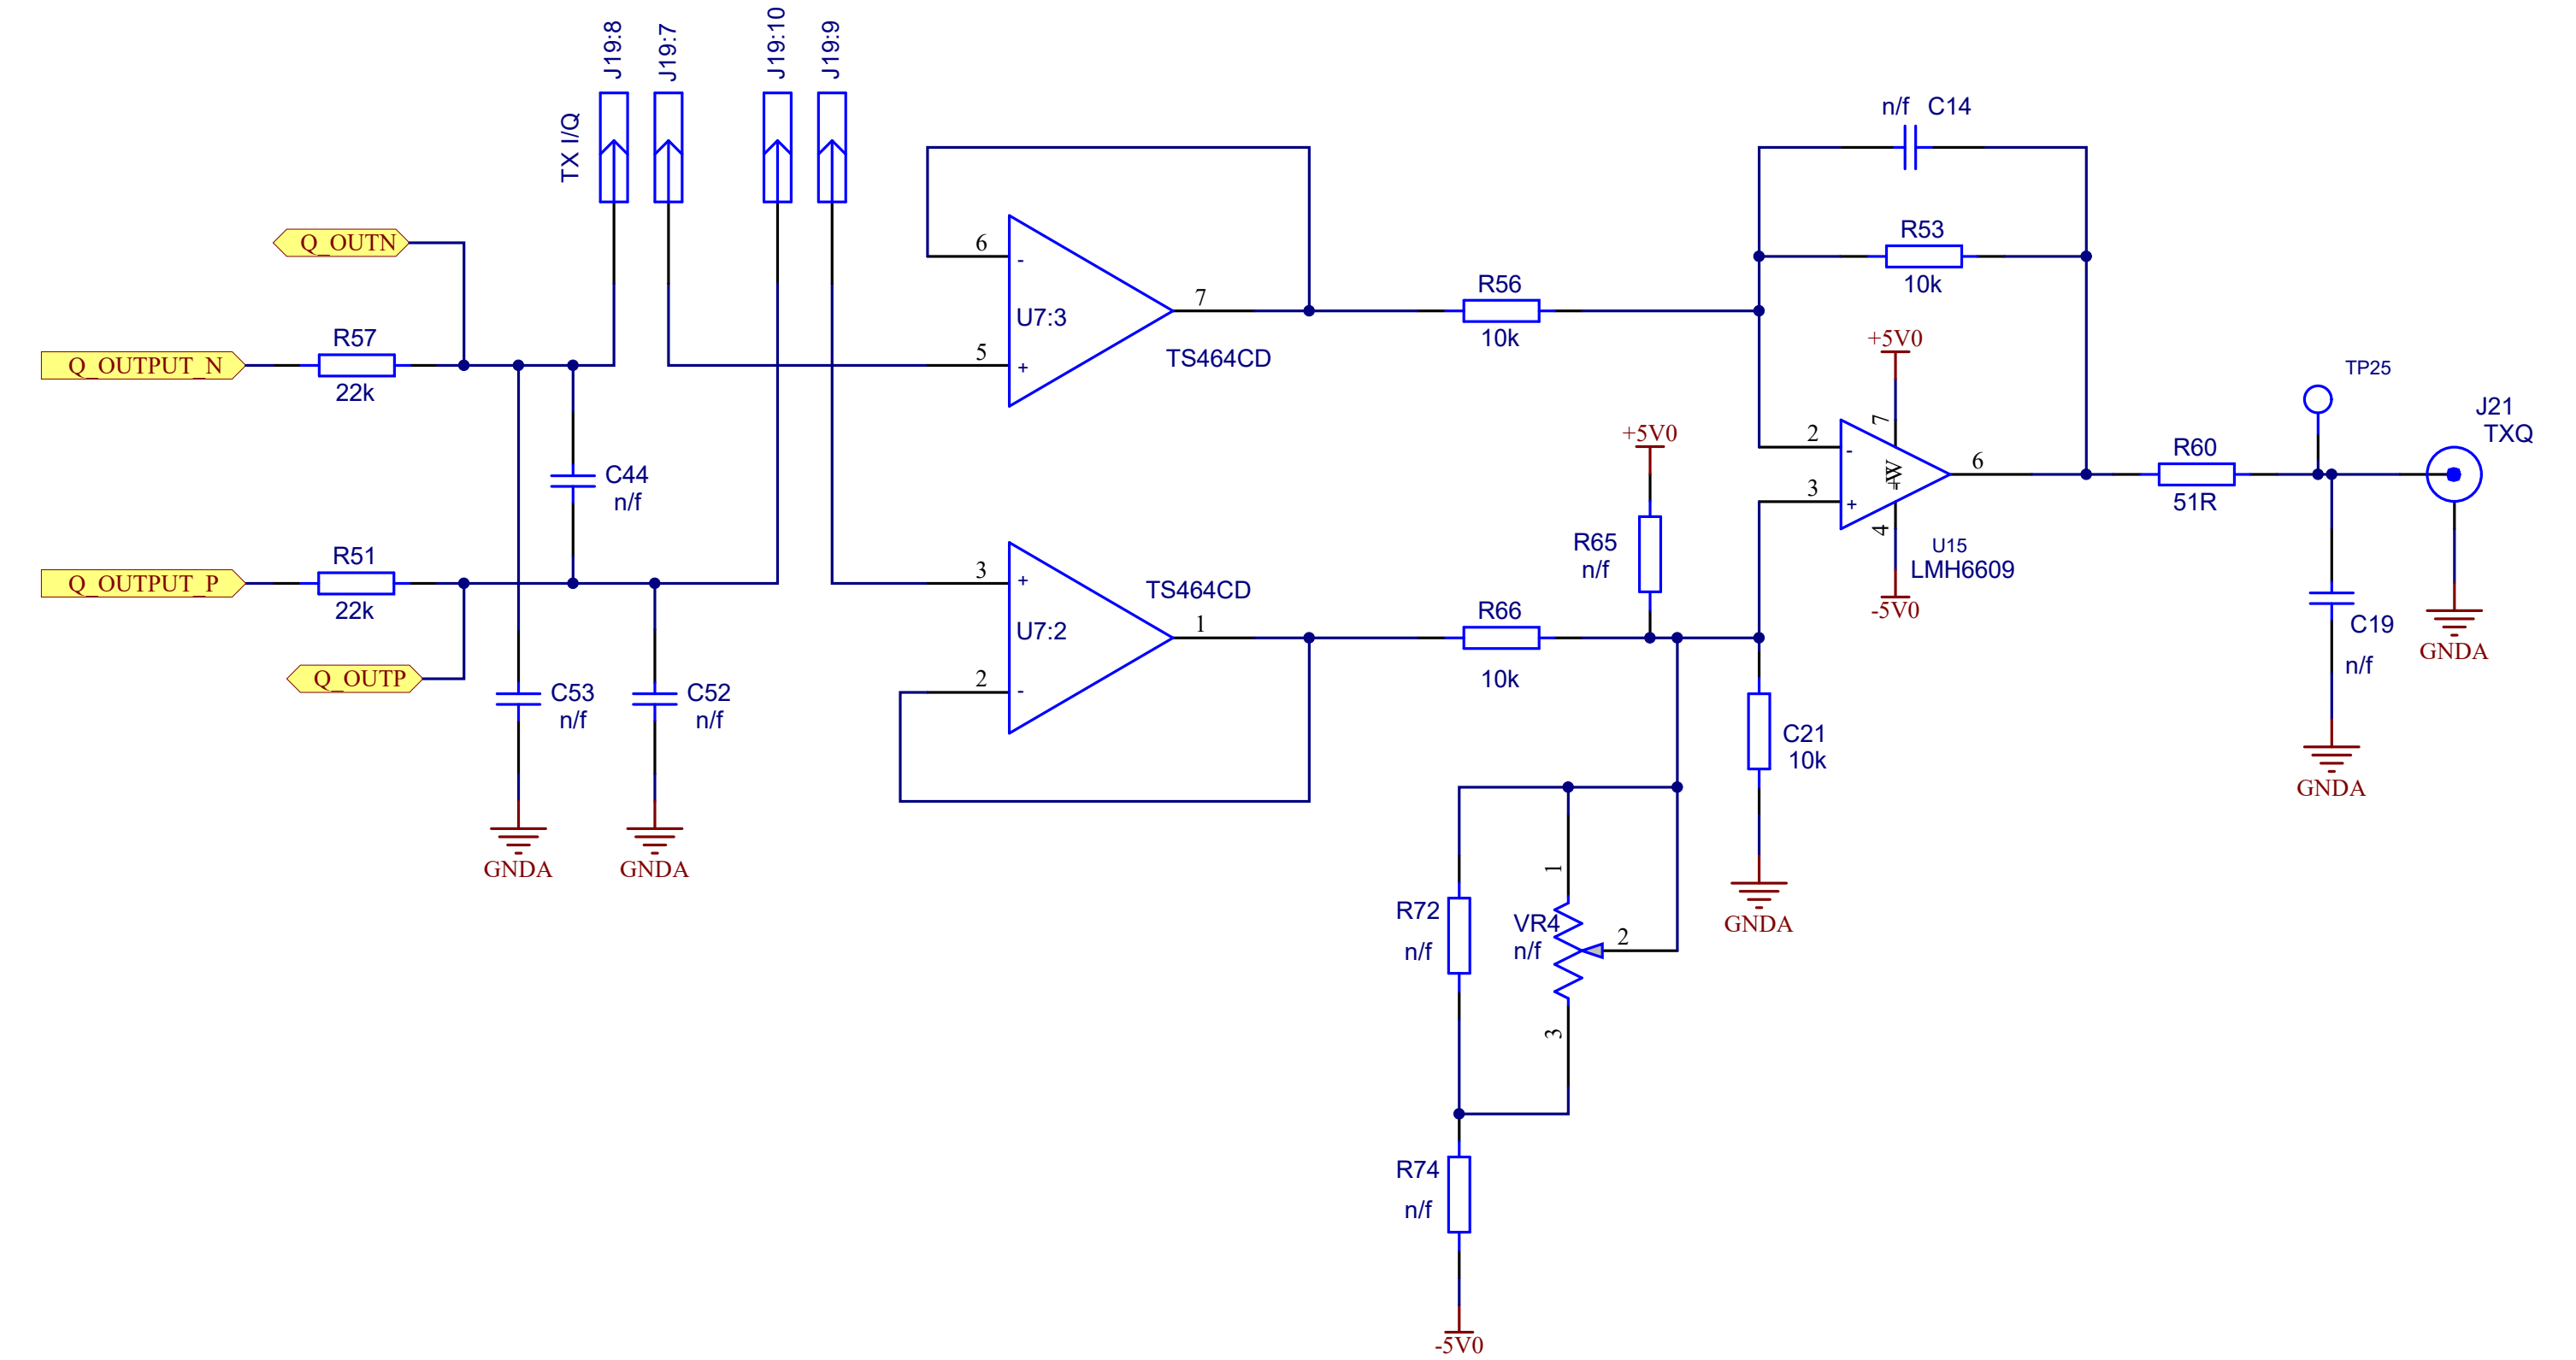 J19:8
J19:7
J19:10
J19:9
TX I/Q
n/f C14
Q_OUTN
R53
10k
6
-
7
U7:3
5
+
TS464CD
R56
10k
R57
Q_OUTPUT_N
22k
+5V0
7
2
-
3
+
6
4
U15
LMH6609
-5V0
TP25
J21
TXQ
R60
51R
+5V0
R65
n/f
C44
n/f
R51
Q_OUTPUT_P
22k
Q_OUTP
3
+
TS464CD
1
U7:2
2
-
R66
10k
C19
n/f
GNDA
GNDA
C53
n/f
C52
n/f
C21
10k
GNDA
GNDA
GNDA
1
R72
n/f
VR4
n/f
2
3
R74
n/f
-5V0